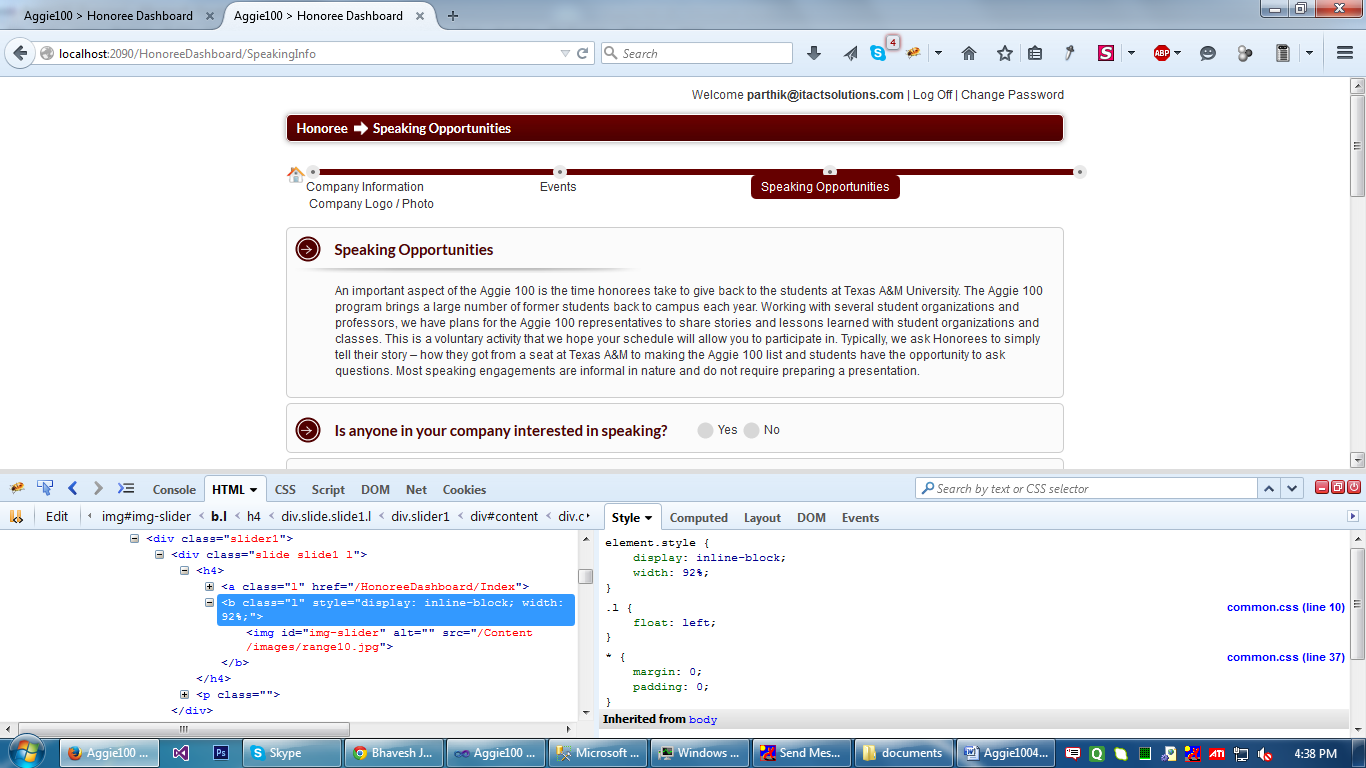 Aggie100 > Honoree Dashboard
Aggie100 > Honoree Dashboard
localhost:2090/HonoreeDashboard/SpeakingInfo
Search
4
S
ABP
Welcome parthik@itactsolutions.com | Log Off | Change Password
Honoree Speaking Opportunities
Company Information Events Speaking Opportunities
Company Logo / Photo
Speaking Opportunities
An important aspect of the Aggie 100 is the time honorees take to give back to the students at Texas A&M University. The Aggie 100
program brings a large number of former students back to campus each year. Working with several student organizations and
professors, we have plans for the Aggie 100 representatives to share stories and lessons learned with student organizations and
classes. This is a voluntary activity that we hope your schedule will allow you to participate in. Typically, we ask Honorees to simply
tell their story – how they got from a seat at Texas A&M to making the Aggie 100 list and students have the opportunity to ask
questions. Most speaking engagements are informal in nature and do not require preparing a presentation.
Is anyone in your company interested in speaking? Yes No
Console HTML CSS Script DOM Net Cookies
Search by text or CSS selector
Edit img#img-slider < b.l < h4 < div.slide.slide1.l < div.slider1 < div#content < div.c
Style Computed Layout DOM Events
<div class="slider1">
<div class="slide slide1 l">
<h4>
<a class="l" href="/HonoreeDashboard/Index">
<b class="l" style="display: inline-block; width:
92%;">
<img id="img-slider" alt="" src="/Content
/images/range10.jpg">
</b>
</h4>
<p class="">
</div>
element.style {
display: inline-block;
width: 92%;
}
.l { common.css (line 10)
float: left;
}
* { common.css (line 37)
margin: 0;
padding: 0;
}
Inherited from body
Aggie100 ...
Ps
Skype
Bhavesh J...
Aggie100 ...
Microsoft ...
Windows ...
Send Mes...
documents
Aggie1004...
ATI
4:38 PM